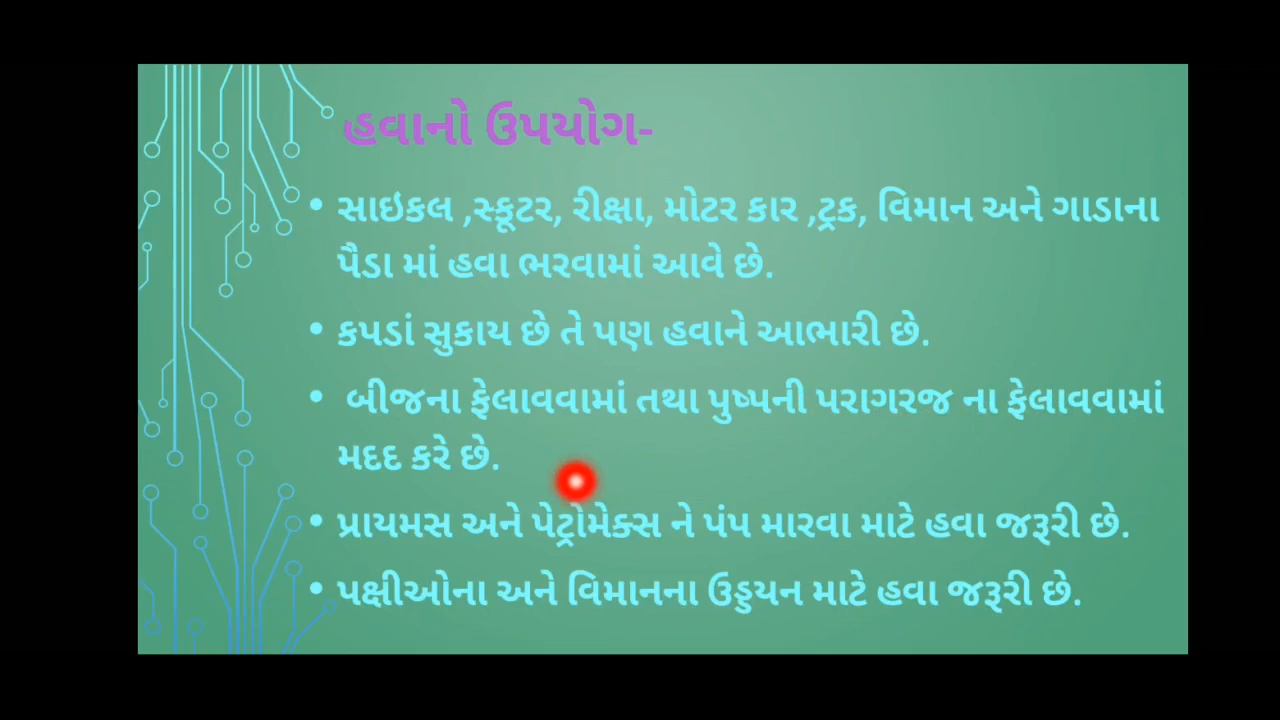 હવાનો ઉપયોગ-
• સાઇકલ ,સ્કૂટર, રીક્ષા, મોટર કાર ,ટ્રક, વિમાન અને ગાડાના
પૈડા માં હવા ભરવામાં આવે છે.
• કપડાં સુકાય છે તે પણ હવાને આભારી છે.
• બીજના ફેલાવવામાં તથા પુષ્પની પરાગરજ ના ફેલાવવામાં
મદદ કરે છે.
• પ્રાયમસ અને પેટ્રોમેક્સ ને પંપ મારવા માટે હવા જરૂરી છે.
• પક્ષીઓના અને વિમાનના ઉડ્ડયન માટે હવા જરૂરી છે.